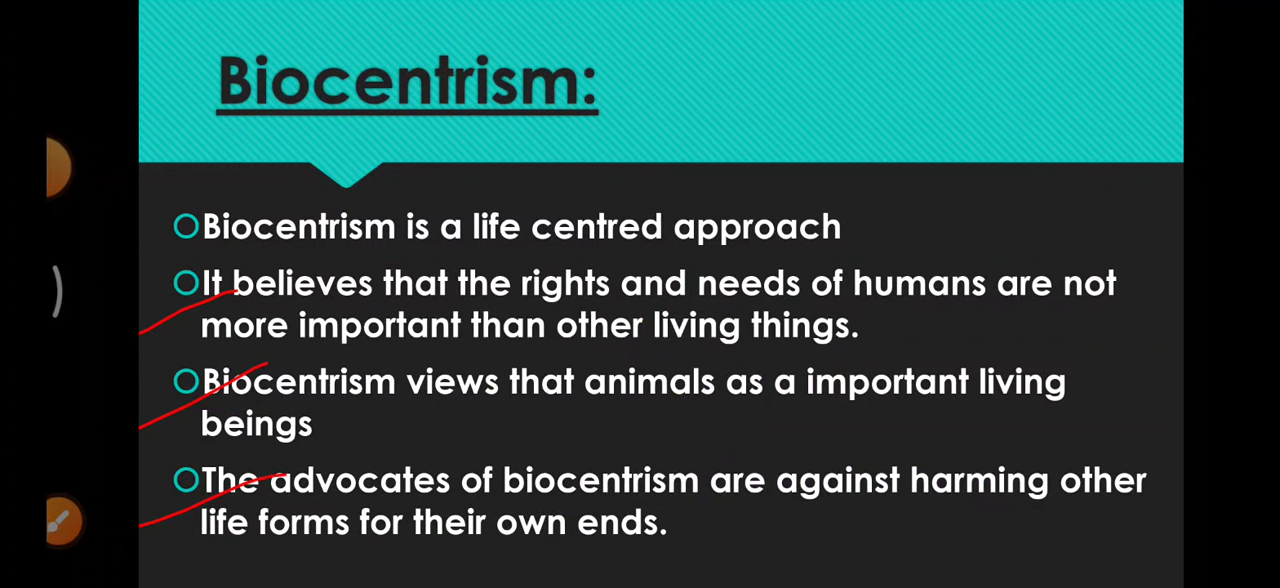 Biocentrism:
Biocentrism is a life centred approach
It believes that the rights and needs of humans are not
more important than other living things.
Biocentrism views that animals as a important living
beings
The advocates of biocentrism are against harming other
life forms for their own ends.